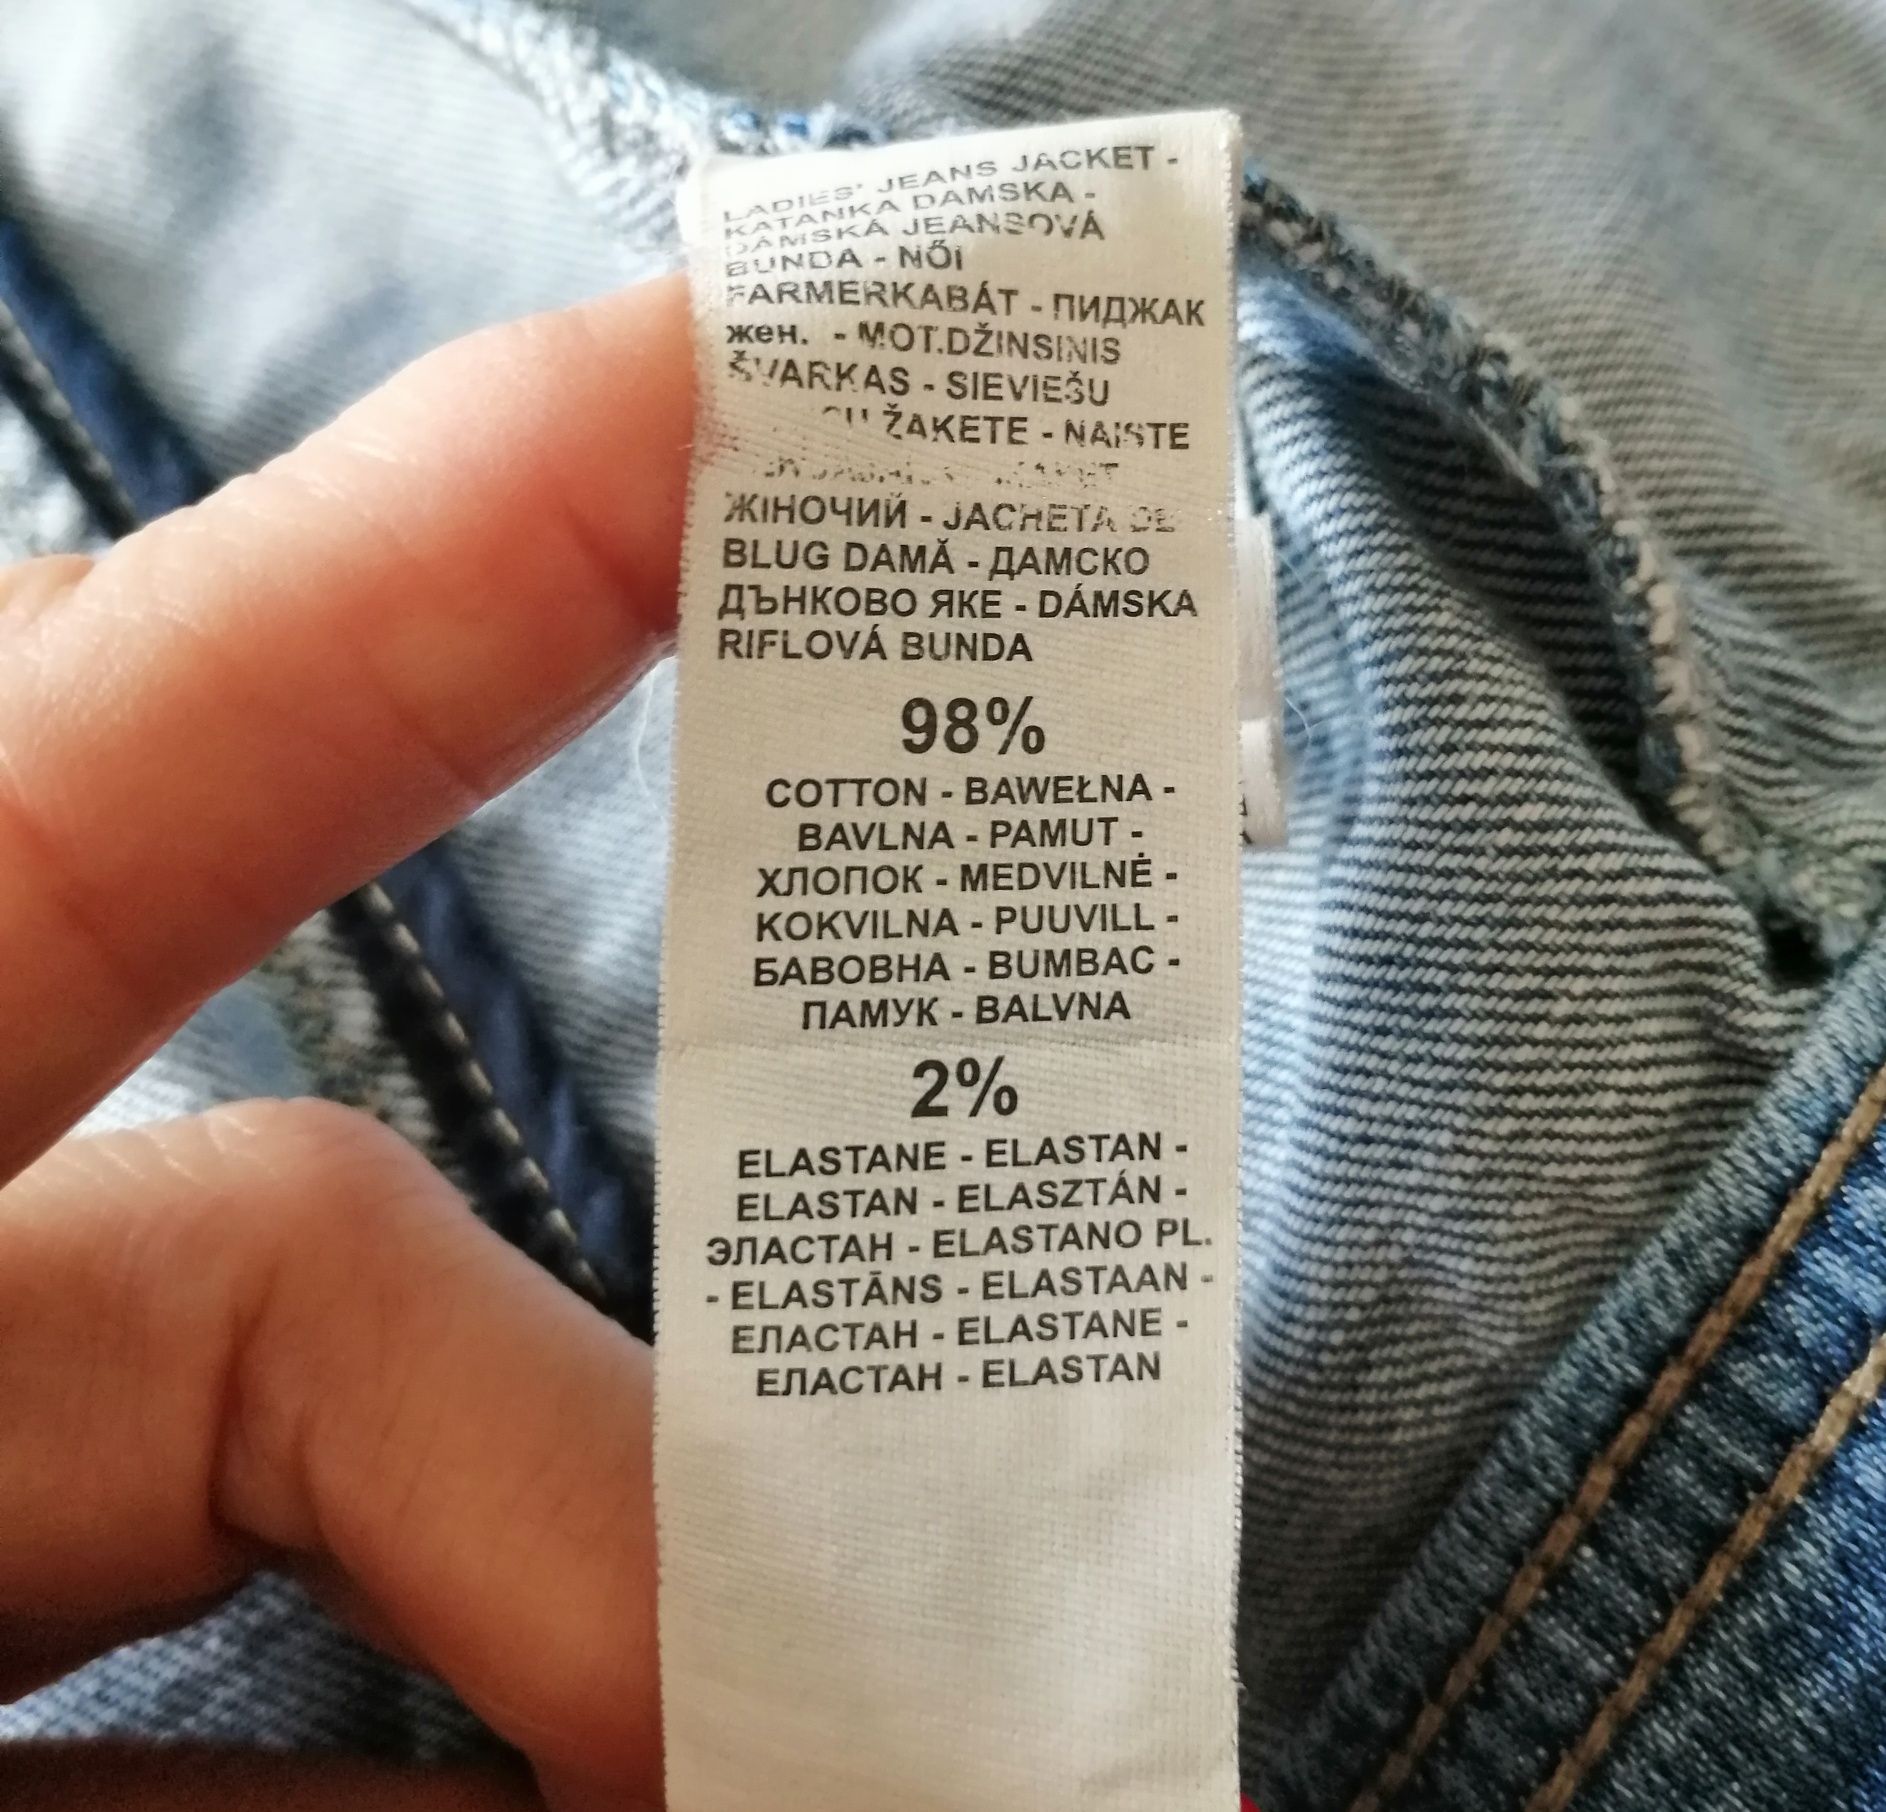 LADIES' JEANS JACKET -
KATANKA DAMSKA -
DÁMSKÁ JEANSOVÁ
BUNDA - NŐI
FARMERKABÁT - ПИДЖАК
жен. - MOT.DŽINSINIS
ŠVARKAS - SIEVIEŠU
ŽAKETE - NAISTE
ЖІНОЧИЙ - JACHETA DE
BLUG DAMĂ - ДАМСКО
ДЪНКОВО ЯКЕ - DÁMSKA
RIFLOVÁ BUNDA
98%
COTTON - BAWEŁNA -
BAVLNA - PAMUT -
ХЛОПОК - MEDVILNĖ -
KOKVILNA - PUUVILL -
БАВОВНА - BUMBAC -
ПАМУК - BALVNA
2%
ELASTANE - ELASTAN -
ELASTAN - ELASZTÁN -
ЭЛАСТАН - ELASTANO PL.
- ELASTĀNS - ELASTAAN -
ЕЛАСТАН - ELASTANE -
ЕЛАСТАН - ELASTAN